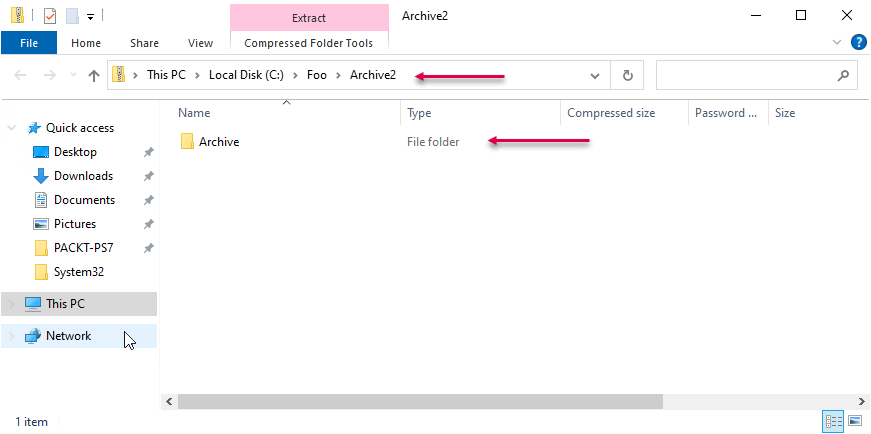 Extract Archive2
File Home Share View Compressed Folder Tools
This PC Local Disk (C:) Foo Archive2
Name Type Compressed size Password ... Size
Quick access
Archive File folder
Desktop
Downloads
Documents
Pictures
PACKT-PS7
System32
This PC
Network
1 item